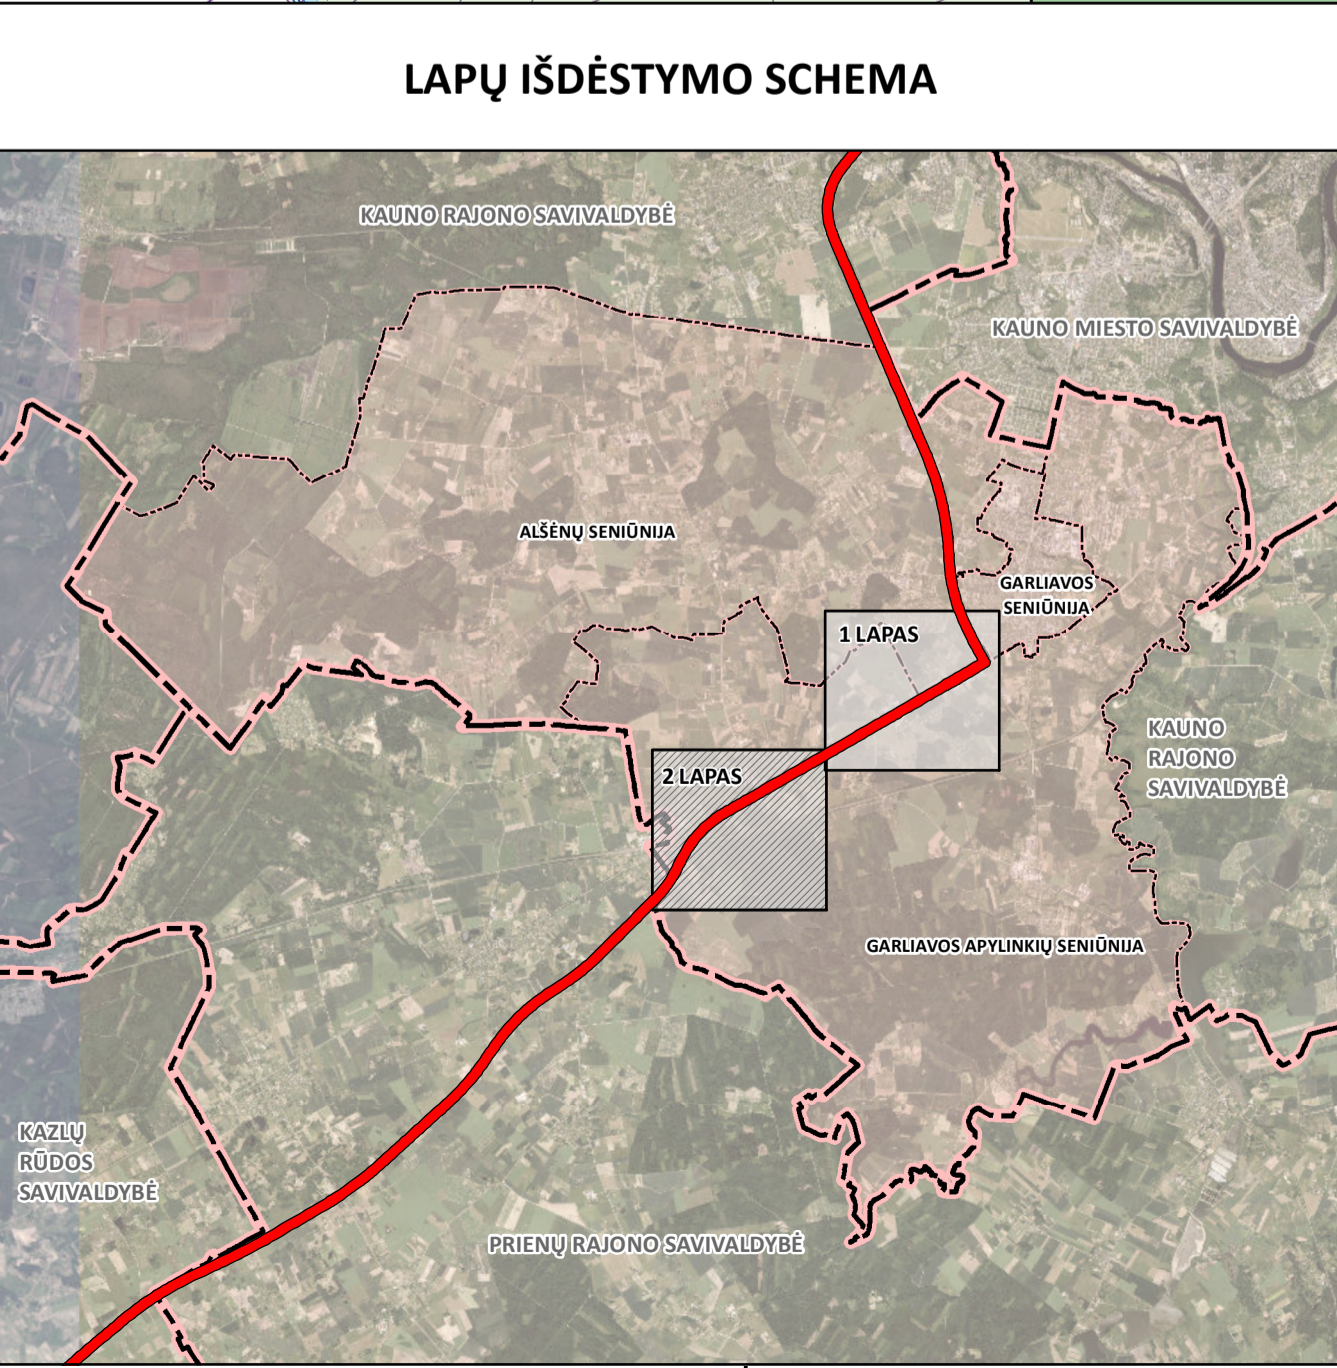 LAPŲ IŠDĖSTYMO SCHEMA
KAUNO RAJONO SAVIVALDYBĖ
KAUNO MIESTO SAVIVALDYBĖ
ALŠĖNŲ SENIŪNIJA
GARLIAVOS
SENIŪNIJA
1 LAPAS
KAUNO
RAJONO
SAVIVALDYBĖ
2 LAPAS
GARLIAVOS APYLINKIŲ SENIŪNIJA
KAZLŲ
RŪDOS
SAVIVALDYBĖ
PRIENŲ RAJONO SAVIVALDYBĖ